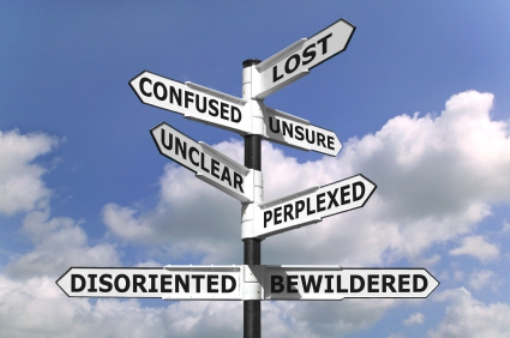 LOST
CONFUSED
UNSURE
UNCLEAR
PERPLEXED
DISORIENTED
BEWILDERED